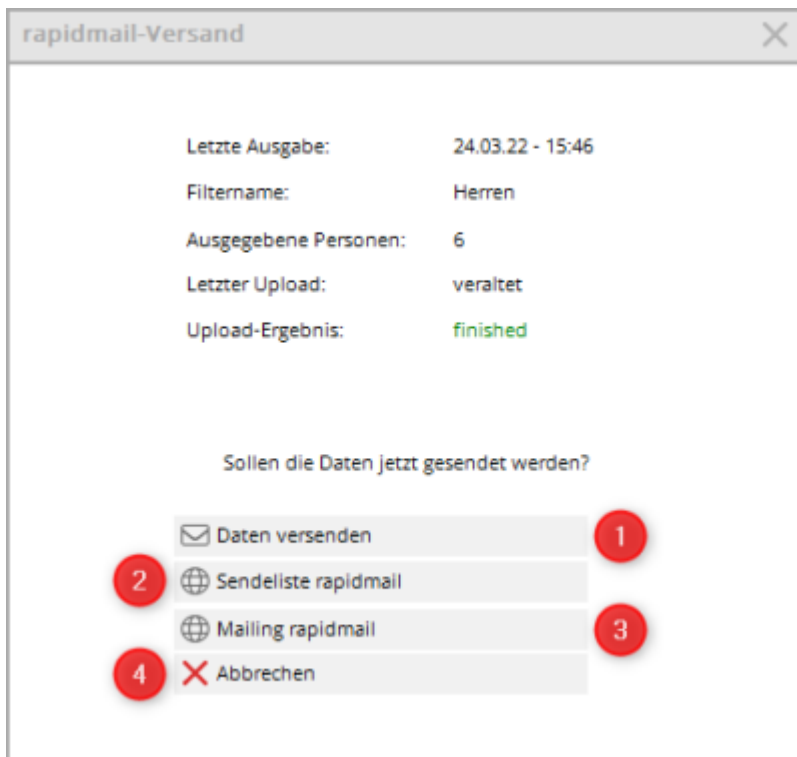 rapidmail-Versand
Letzte Ausgabe: 24.03.22 - 15:46
Filtername: Herren
Ausgegebene Personen: 6
Letzter Upload: veraltet
Upload-Ergebnis: finished
Sollen die Daten jetzt gesendet werden?
Daten versenden 1
2 Sendeliste rapidmail
Mailing rapidmail 3
4 Abbrechen